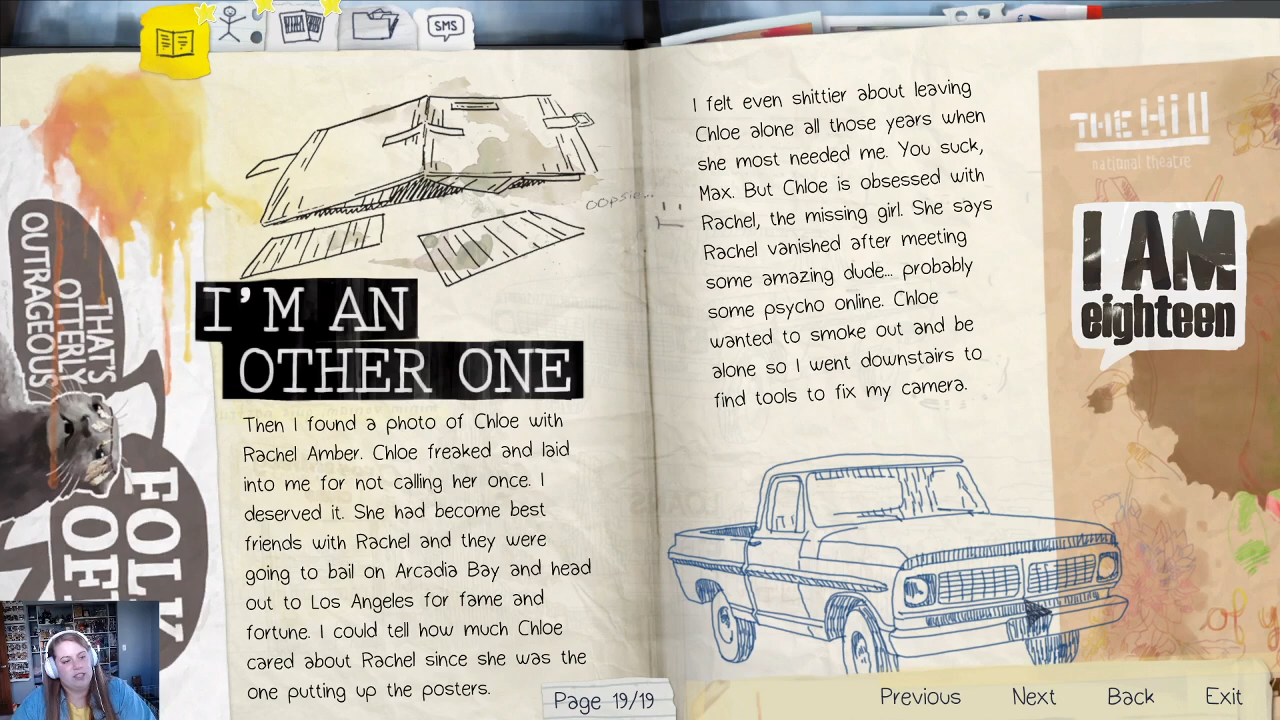 SMS
THAT'S
OTTERLY
OUTRAGEOUS
FOLK
I'M AN
OTHER ONE
Then I found a photo of Chloe with
Rachel Amber. Chloe freaked and laid
into me for not calling her once. I
deserved it. She had become best
friends with Rachel and they were
going to bail on Arcadia Bay and head
out to Los Angeles for fame and
fortune. I could tell how much Chloe
cared about Rachel since she was the
one putting up the posters.
Page 19/19
oopsie...
I felt even shittier about leaving
Chloe alone all those years when
she most needed me. You suck,
Max. But Chloe is obsessed with
Rachel, the missing girl. She says
Rachel vanished after meeting
some amazing dude... probably
some psycho online. Chloe
wanted to smoke out and be
alone so I went downstairs to
find tools to fix my camera.
THE Hill
national theatre
I AM
eighteen
of y
Previous Next Back Exit